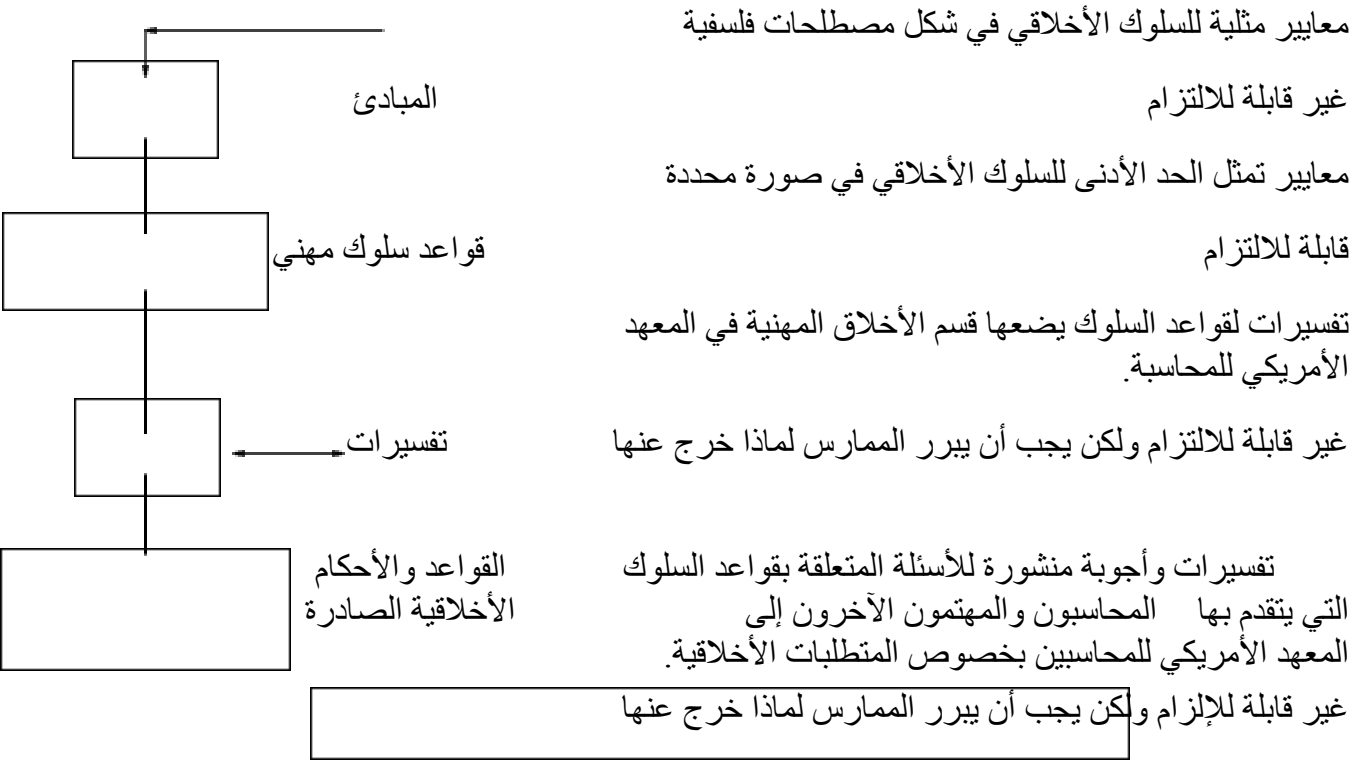 معايير مثلية للسلوك الأخلاقي في شكل مصطلحات فلسفية
غير قابلة للالتزام المبادئ
معايير تمثل الحد الأدنى للسلوك الأخلاقي في صورة محددة
قابلة للالتزام قواعد سلوك مهني
تفسيرات لقواعد السلوك يضعها قسم الأخلاق المهنية في المعهد
الأمريكي للمحاسبة.
غير قابلة للالتزام ولكن يجب أن يبرر الممارس لماذا خرج عنها تفسيرات
تفسيرات وأجوبة منشورة للأسئلة المتعلقة بقواعد السلوك القواعد والأحكام
التي يتقدم بها المحاسبون والمهتمون الآخرون إلى الأخلاقية الصادرة
المعهد الأمريكي للمحاسبين بخصوص المتطلبات الأخلاقية.
غير قابلة للإلزام ولكن يجب أن يبرر الممارس لماذا خرج عنها